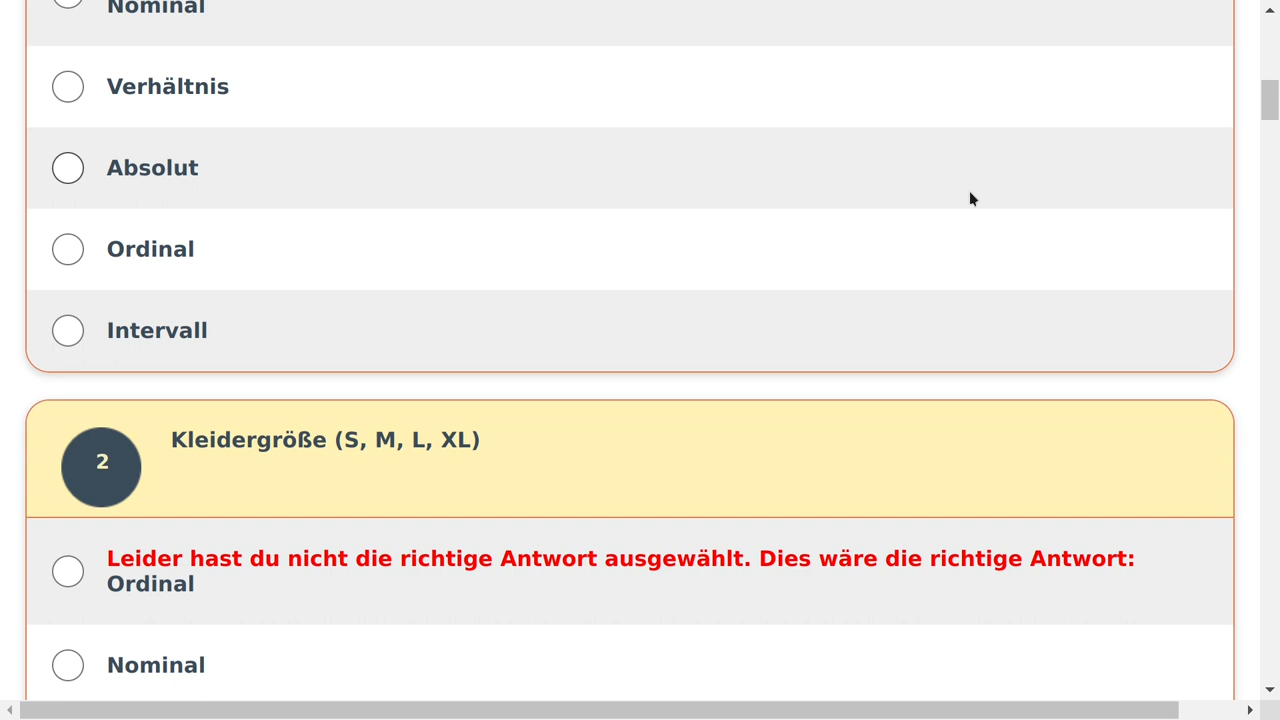 Nominal
Verhältnis
Absolut
Ordinal
Intervall
2
Kleidergröße (S, M, L, XL)
Leider hast du nicht die richtige Antwort ausgewählt. Dies wäre die richtige Antwort:
Ordinal
Nominal